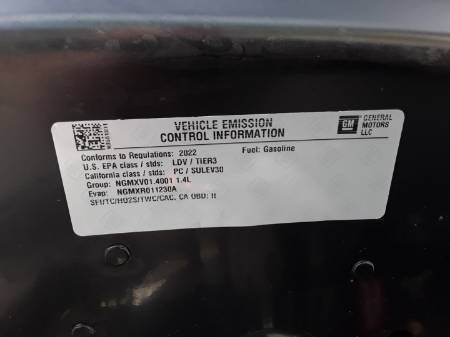 VEHICLE EMISSION
CONTROL INFORMATION
GM GENERAL
MOTORS
LLC
Conforms to Regulations: 2022 Fuel: Gasoline
U.S. EPA class / stds: LDV / TIER3
California class / stds: PC / SULEV30
Group: NGMXV01.4001 1.4L
Evap: NGMXR011230A
SFI/TC/HO2S/TWC/CAC, CA OBD: II